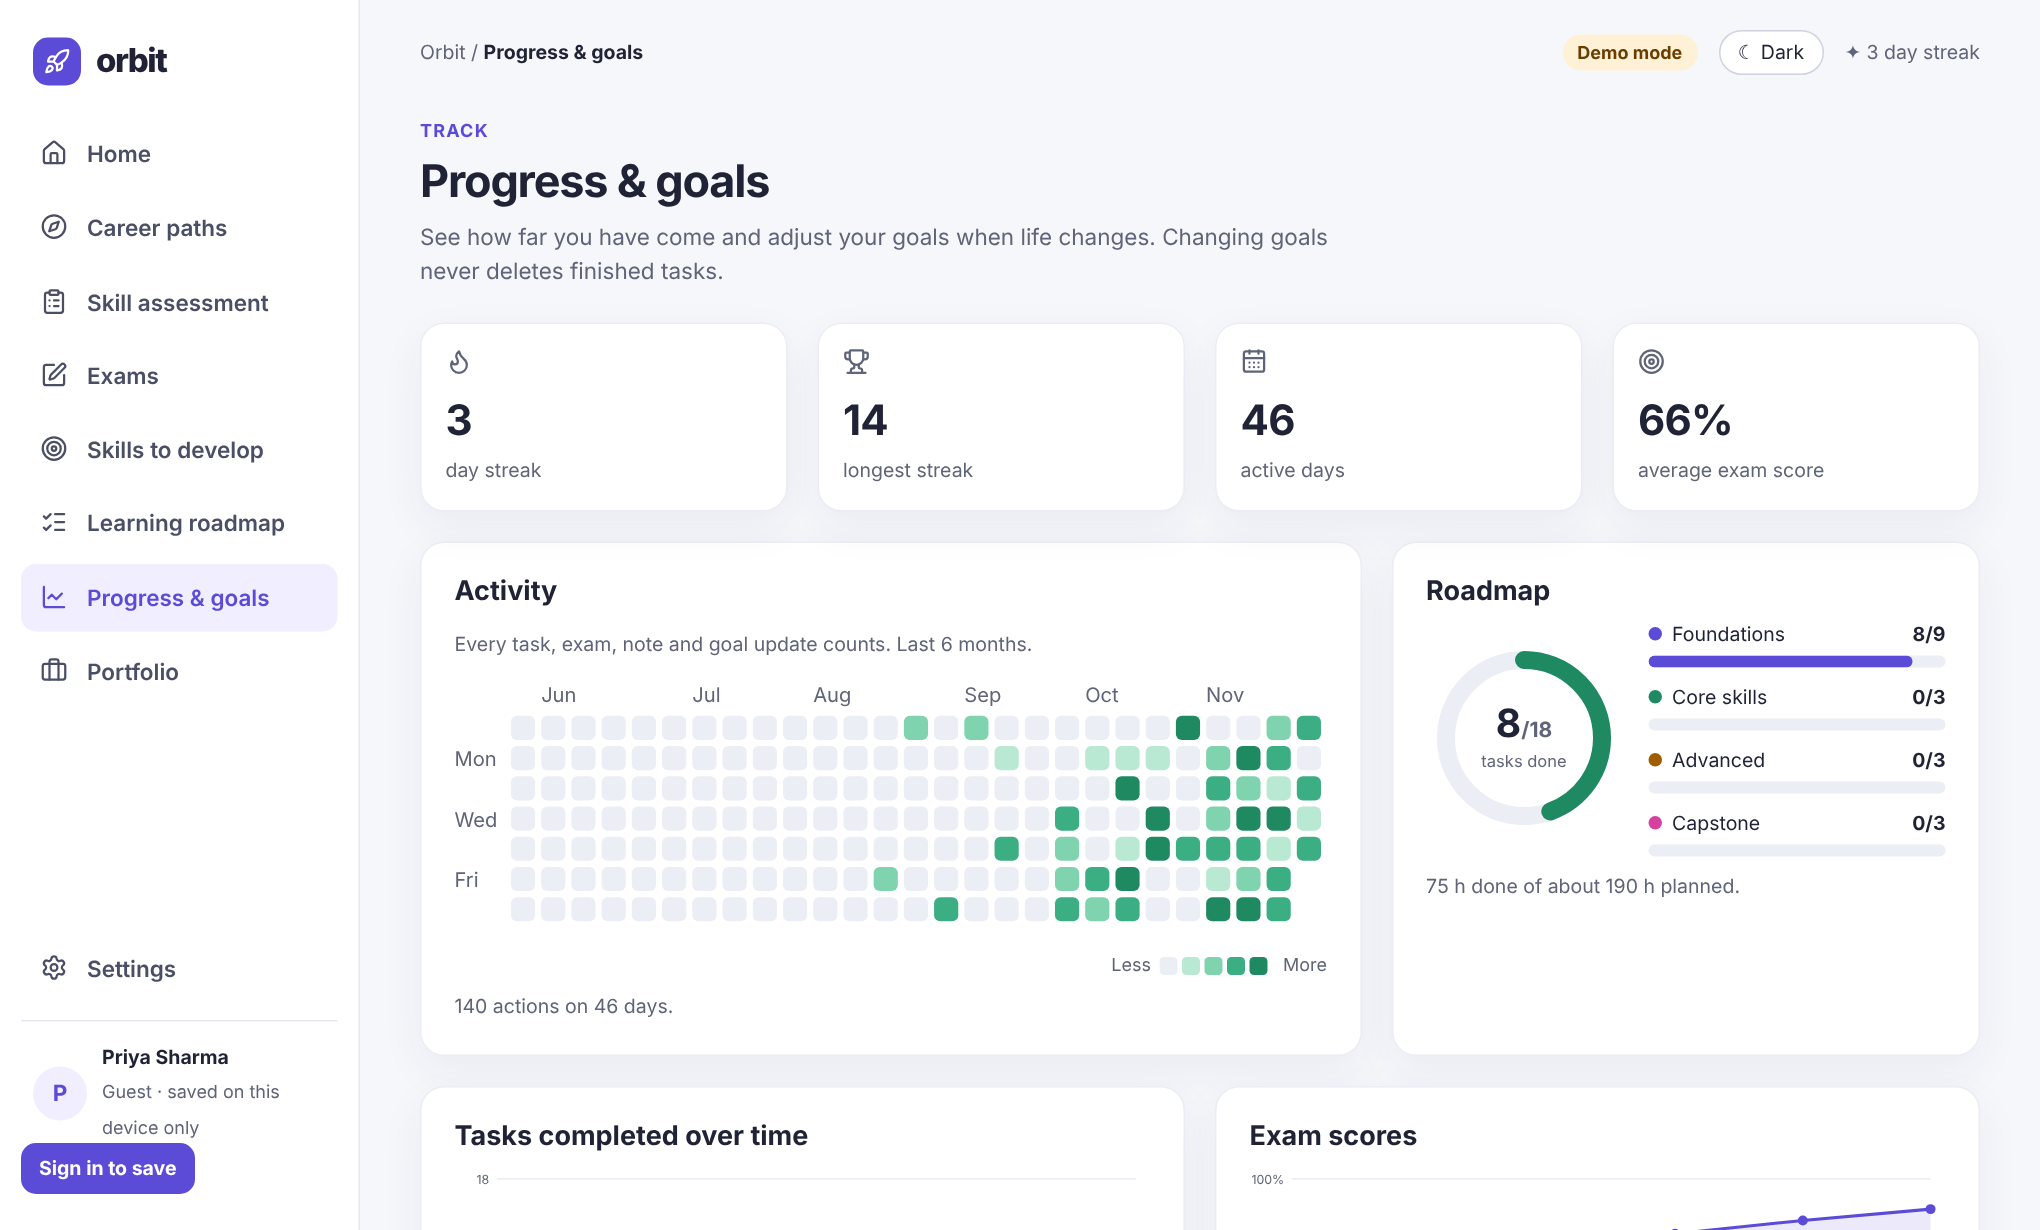 orbit
Home
Career paths
Skill assessment
Exams
Skills to develop
Learning roadmap
Progress & goals
Portfolio
Settings
Priya Sharma
P
Guest · saved on this
device only
Sign in to save
Orbit / Progress & goals
Demo mode
☾ Dark
✦ 3 day streak
TRACK
Progress & goals
See how far you have come and adjust your goals when life changes. Changing goals
never deletes finished tasks.
3
day streak
14
longest streak
46
active days
66%
average exam score
Activity
Every task, exam, note and goal update counts. Last 6 months.
Jun Jul Aug Sep Oct Nov
Mon
Wed
Fri
Less More
140 actions on 46 days.
Roadmap
8/18
tasks done
Foundations 8/9
Core skills 0/3
Advanced 0/3
Capstone 0/3
75 h done of about 190 h planned.
Tasks completed over time
18
Exam scores
100%